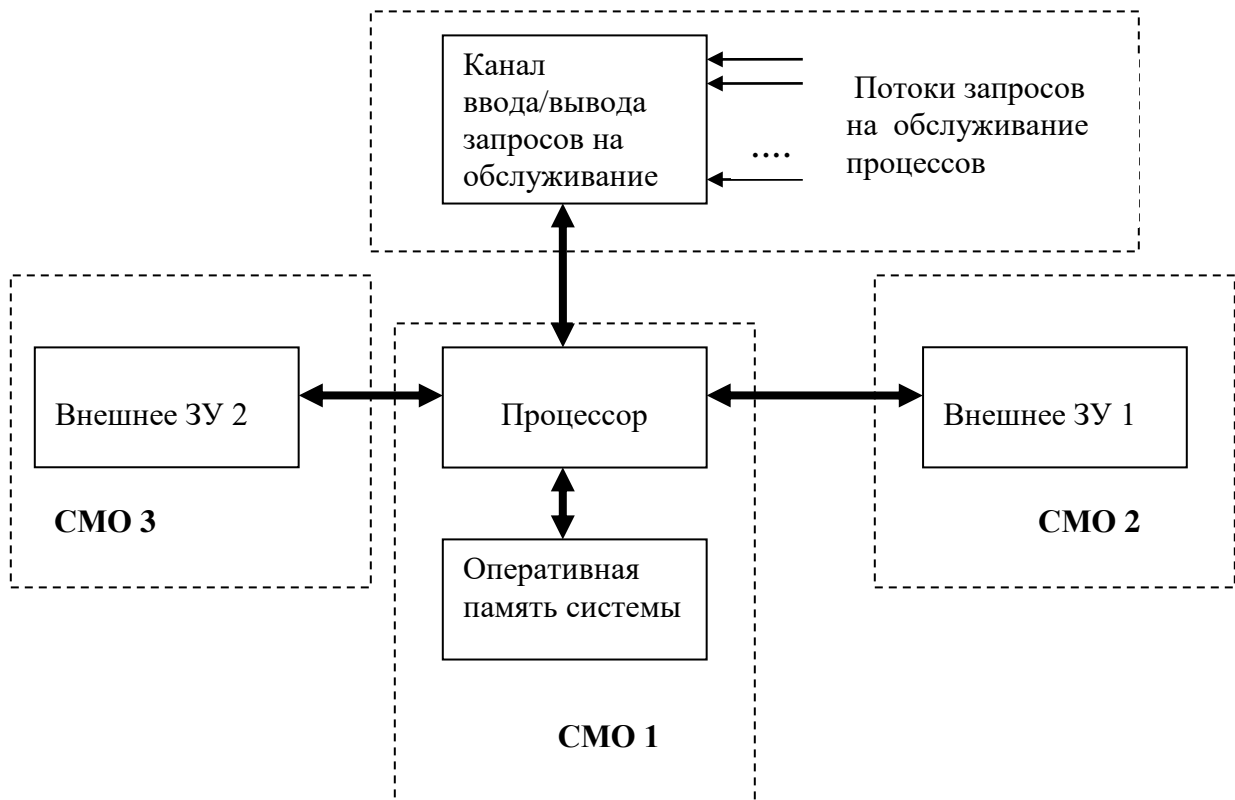 Канал
ввода/вывода
запросов на
обслуживание
Потоки запросов
на обслуживание
процессов
....
Внешнее ЗУ 2
Процессор
Внешнее ЗУ 1
СМО 3
СМО 2
Оперативная
память системы
СМО 1